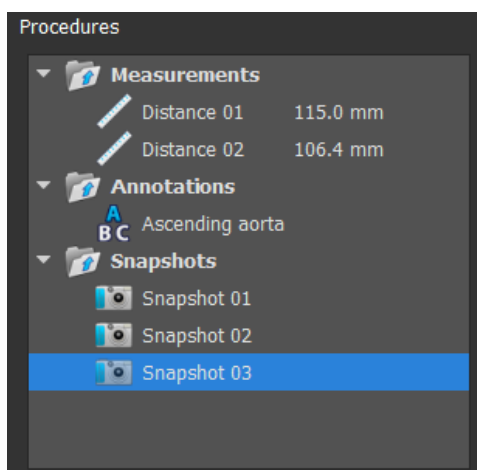 Procedures
Measurements
Distance 01 115.0 mm
Distance 02 106.4 mm
Annotations
A
B C Ascending aorta
Snapshots
Snapshot 01
Snapshot 02
Snapshot 03